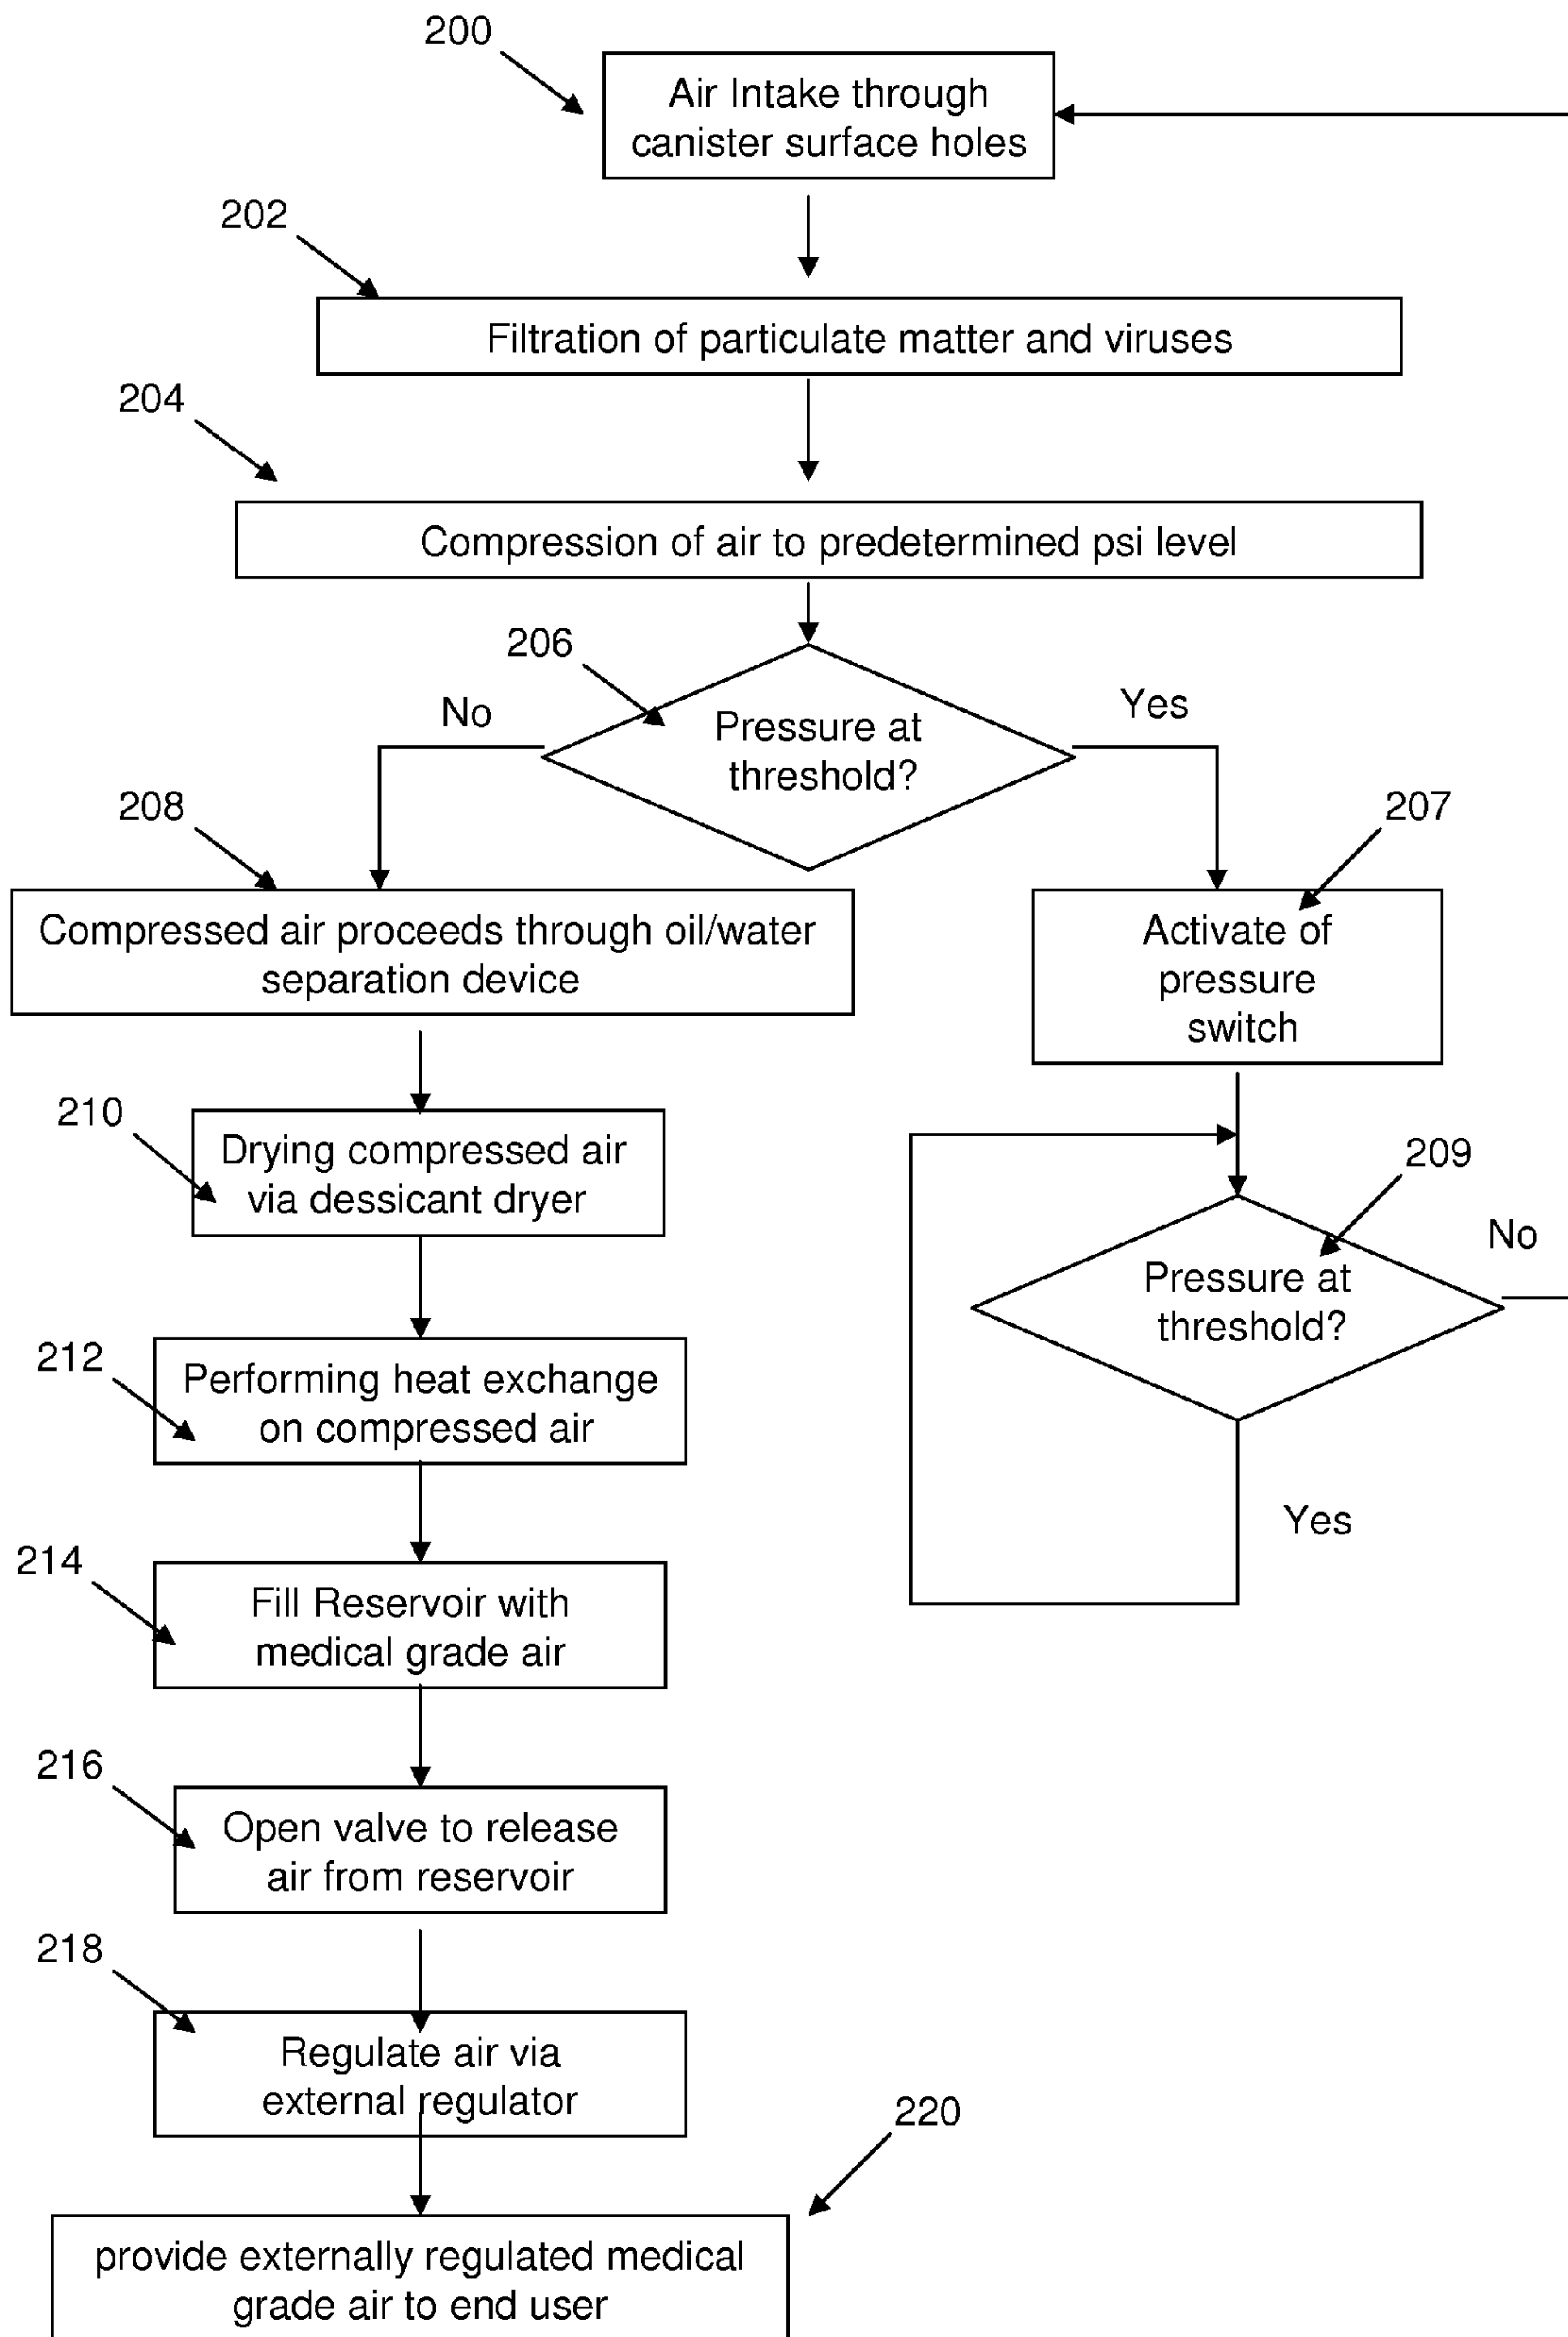 200
Air Intake through
canister surface holes
202
Filtration of particulate matter and viruses
204
Compression of air to predetermined psi level
206
No
Pressure at
threshold?
Yes
208
Compressed air proceeds through oil/water
separation device
207
Activate of
pressure
switch
210
Drying compressed air
via dessicant dryer
209
Pressure at
threshold?
No
Yes
212
Performing heat exchange
on compressed air
214
Fill Reservoir with
medical grade air
216
Open valve to release
air from reservoir
218
Regulate air via
external regulator
220
provide externally regulated medical
grade air to end user